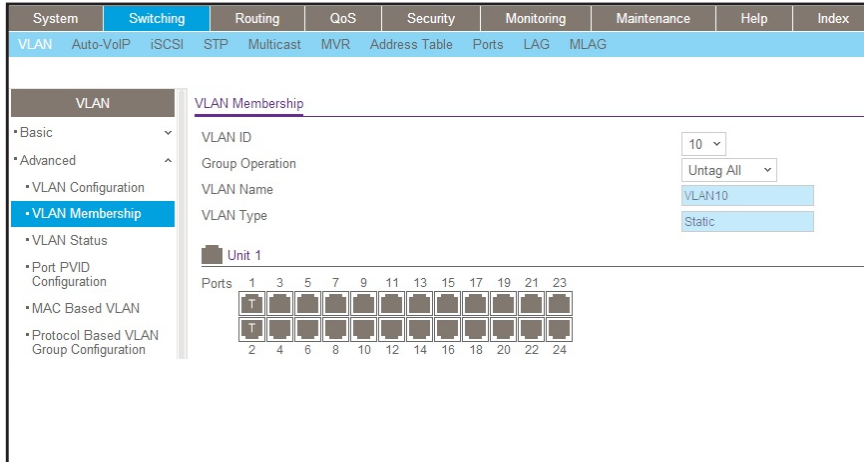 System Switching Routing QoS Security Monitoring Maintenance Help Index
VLAN Auto-VoIP iSCSI STP Multicast MVR Address Table Ports LAG MLAG
VLAN
Basic
Advanced
VLAN Configuration
VLAN Membership
VLAN Status
Port PVID
Configuration
MAC Based VLAN
Protocol Based VLAN
Group Configuration
VLAN Membership
VLAN ID 10
Group Operation Untag All
VLAN Name VLAN10
VLAN Type Static
Unit 1
Ports 1 3 5 7 9 11 13 15 17 19 21 23
T
T
2 4 6 8 10 12 14 16 18 20 22 24